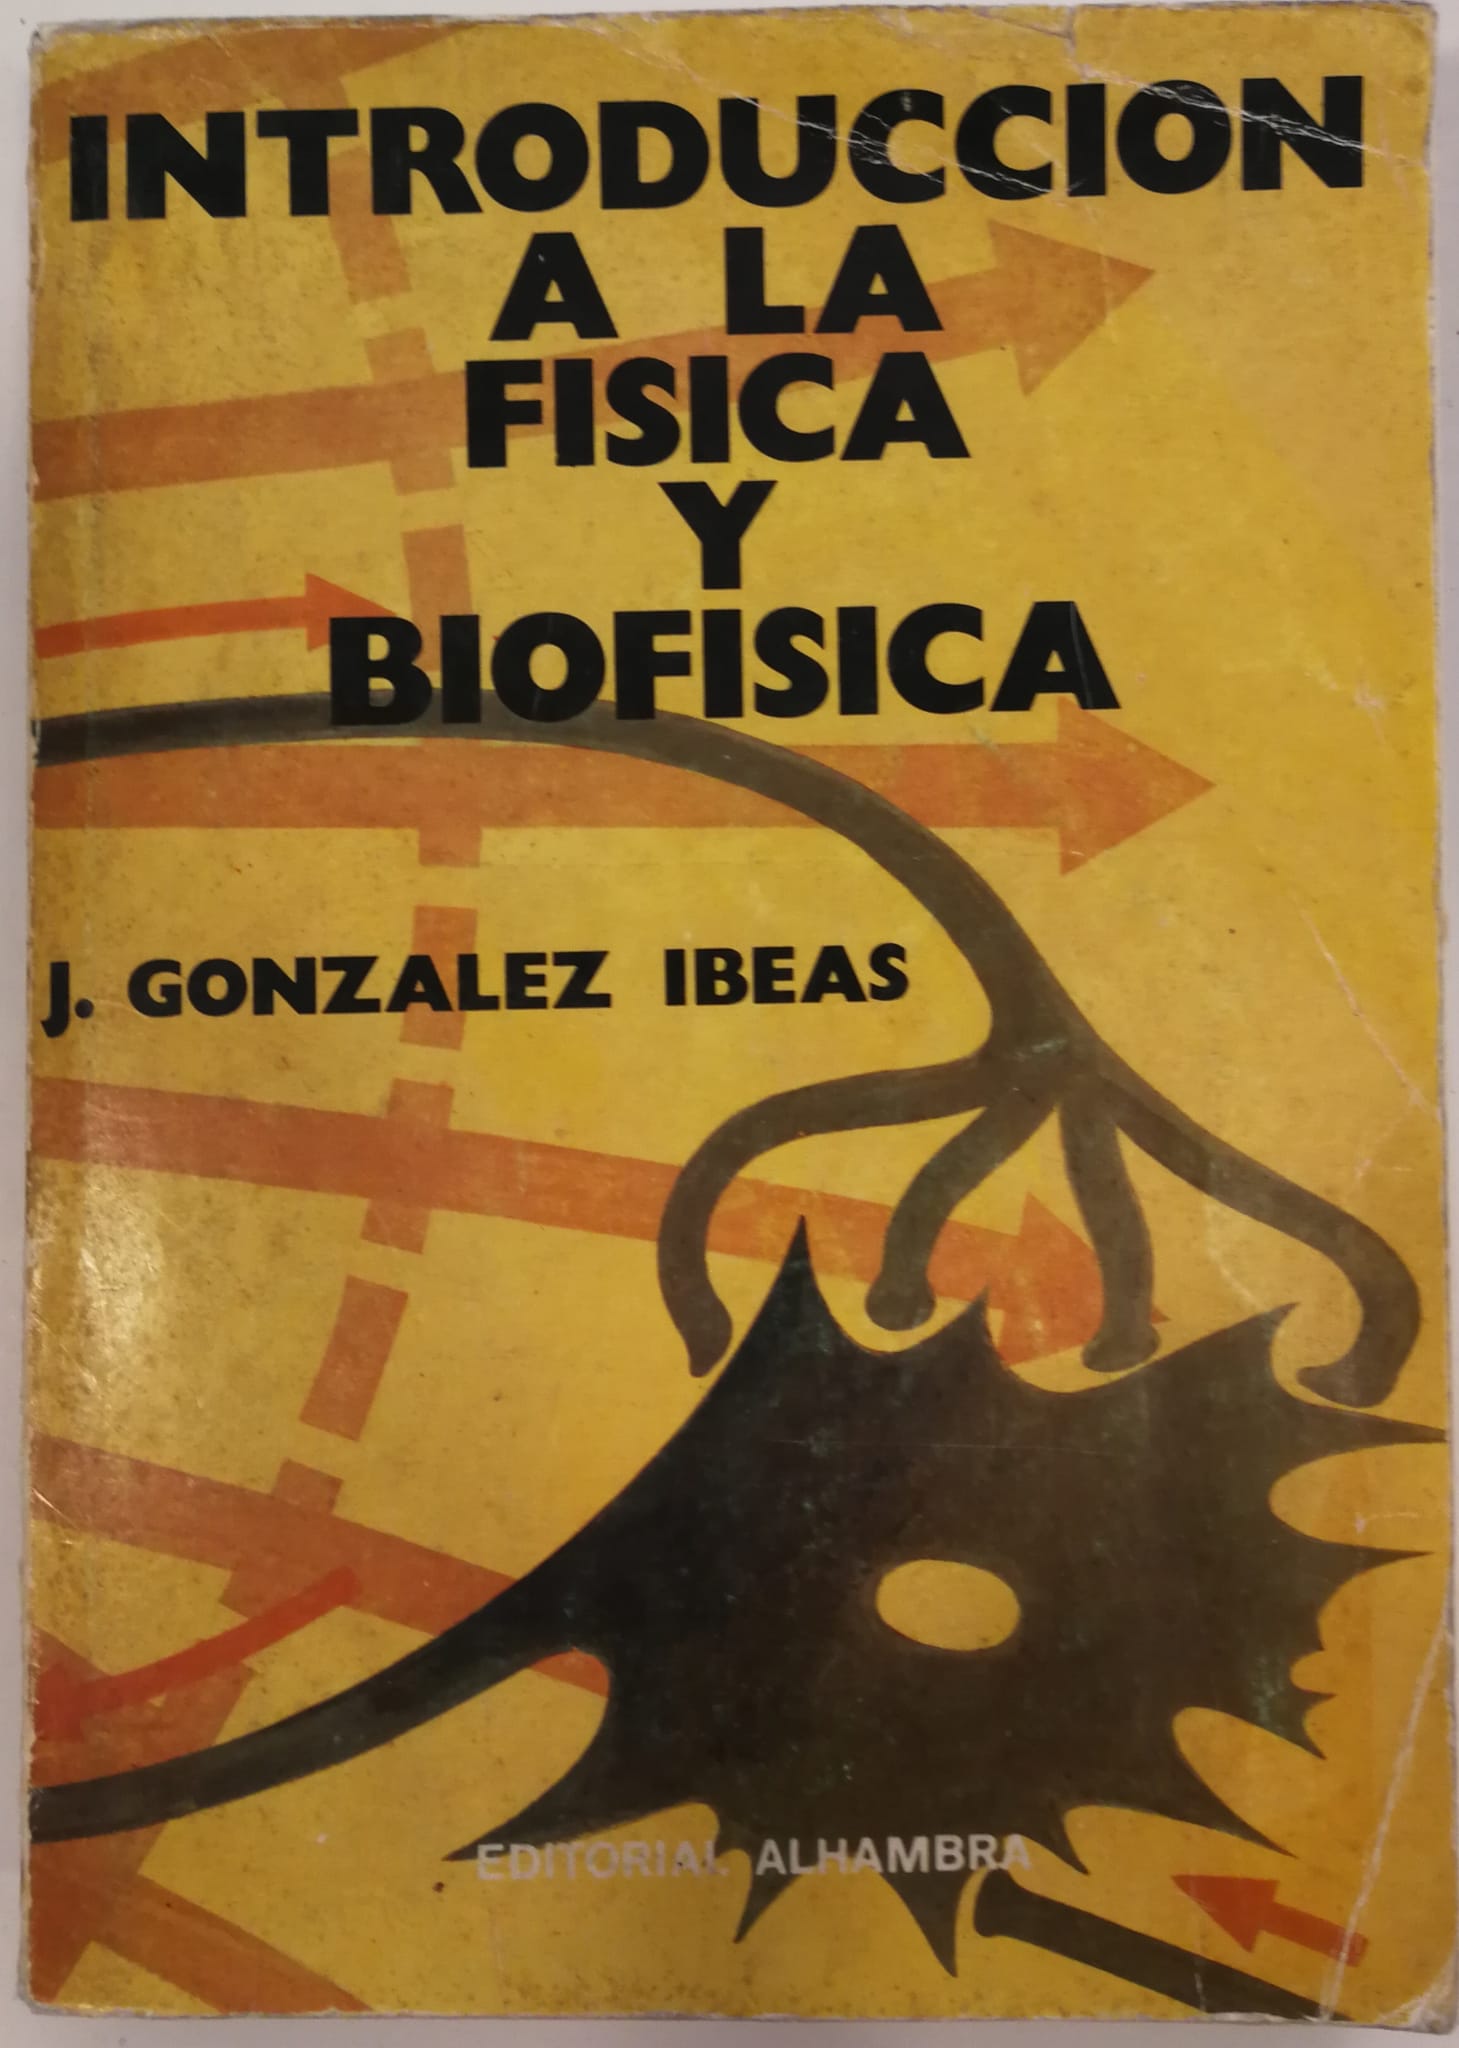 INTRODUCCION
A LA
FISICA
Y
BIOFISICA
J. GONZALEZ IBEAS
EDITORIAL ALHAMBRA